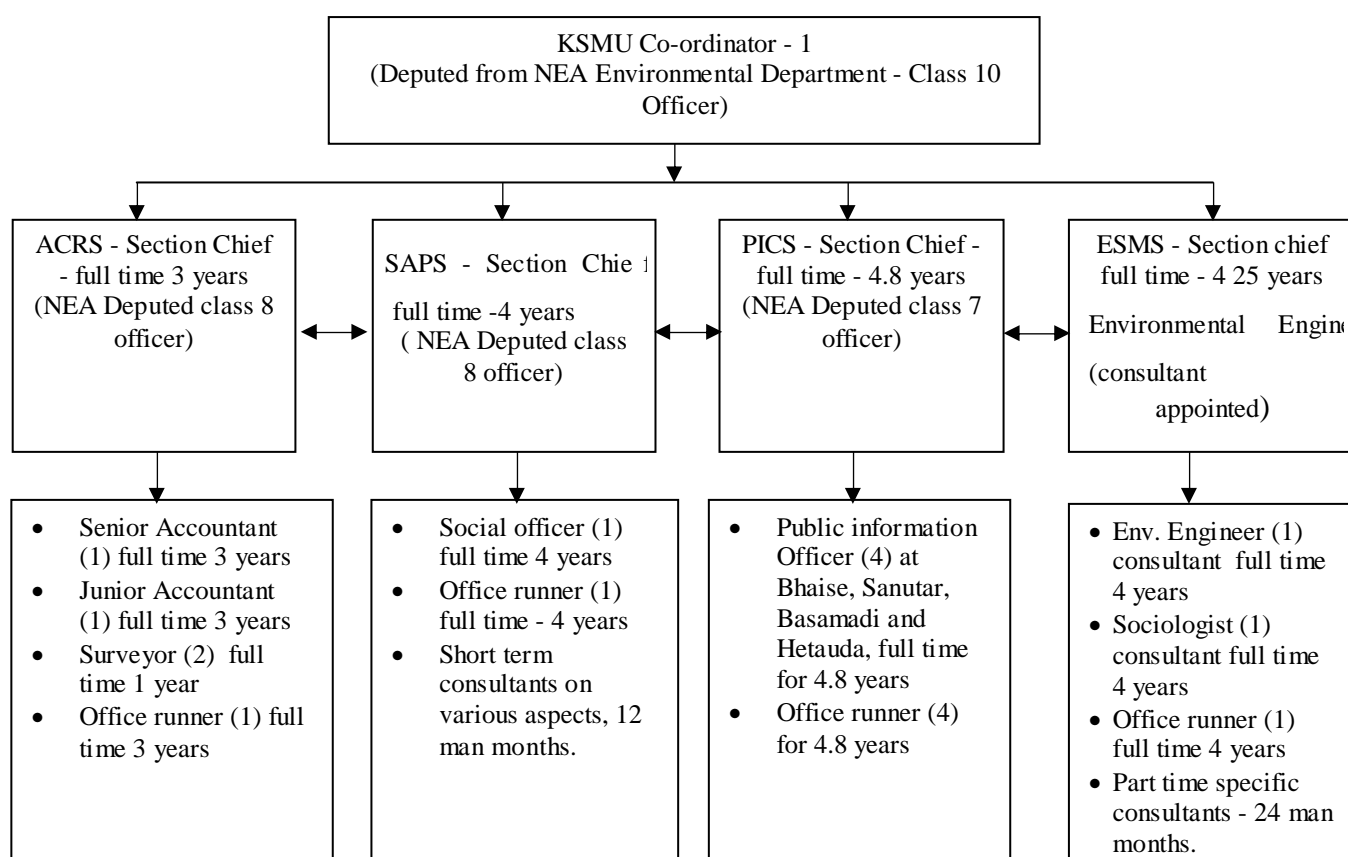 KSMU Co-ordinator - 1
(Deputed from NEA Environmental Department - Class 10
Officer)
ACRS - Section Chief
- full time 3 years
(NEA Deputed class 8
officer)
SAPS - Section Chie f
full time -4 years
( NEA Deputed class
8 officer)
PICS - Section Chief -
full time - 4.8 years
(NEA Deputed class 7
officer)
ESMS - Section chief
full time - 4 25 years
Environmental Engine
(consultant
appointed)
• Senior Accountant
(1) full time 3 years
• Junior Accountant
(1) full time 3 years
• Surveyor (2) full
time 1 year
• Office runner (1) full
time 3 years
• Social officer (1)
full time 4 years
• Office runner (1)
full time - 4 years
• Short term
consultants on
various aspects, 12
man months.
• Public information
Officer (4) at
Bhaise, Sanutar,
Basamadi and
Hetauda, full time
for 4.8 years
• Office runner (4)
for 4.8 years
• Env. Engineer (1)
consultant full time
4 years
• Sociologist (1)
consultant full time
4 years
• Office runner (1)
full time 4 years
• Part time specific
consultants - 24 man
months.